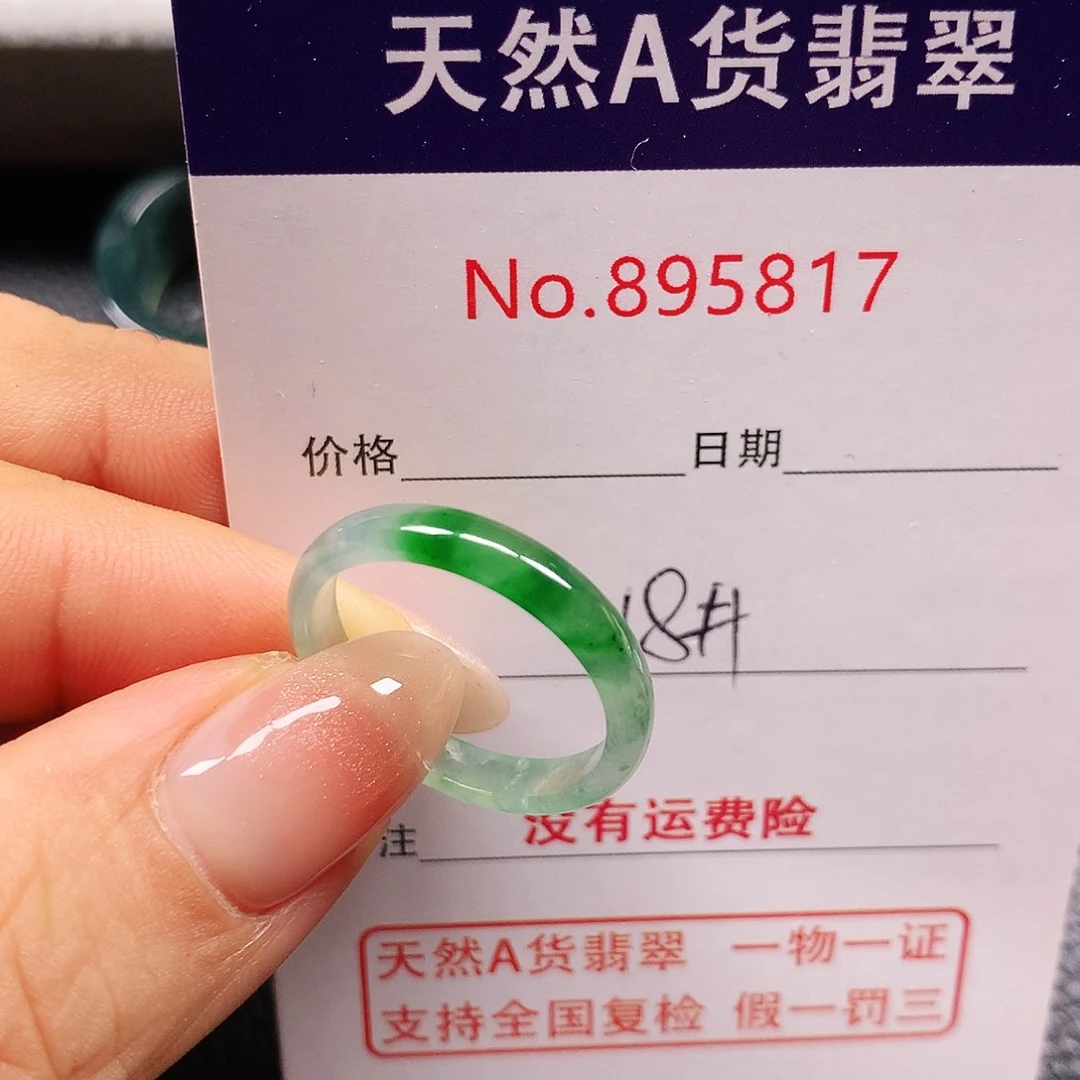 天然A货翡翠
No.895817
价格 日期
18#
注 没有运费险
天然A货翡翠 一物一证
支持全国复检 假一罚三